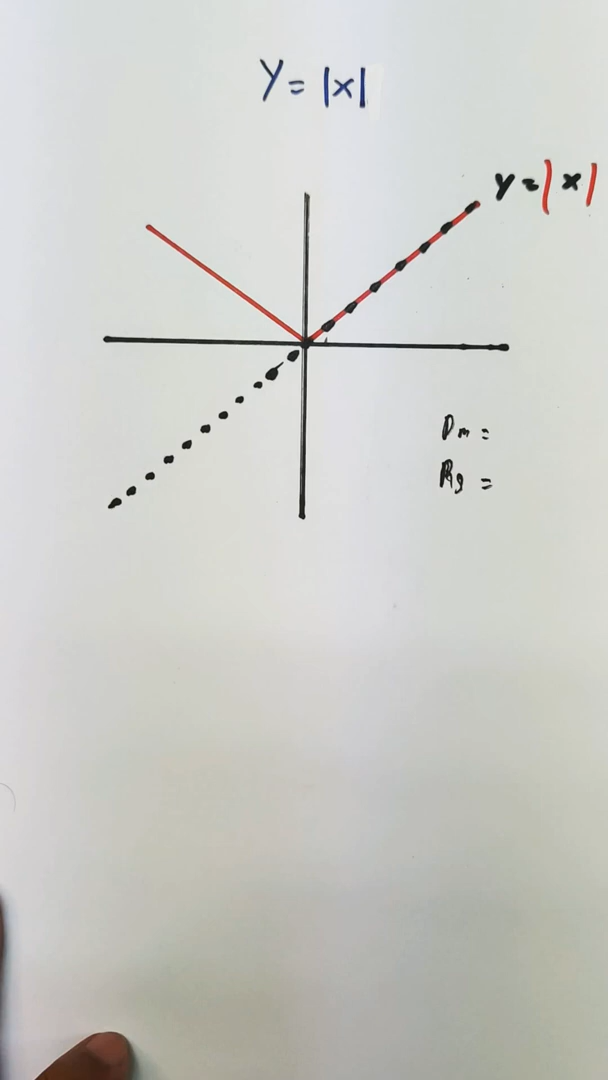 Y = |x|
y = |x|
Dm =
Rg =